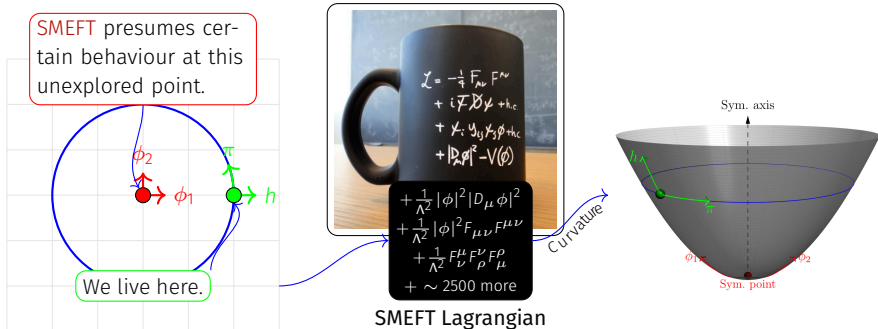 SMEFT presumes cer-
tain behaviour at this
unexplored point.
ϕ₂
π
ϕ₁
h
We live here.
ℒ = -¼ F_μν F^μν
+ i Ψ̄ D̸ ψ + h.c.
+ χ_i y_ij χ_j ϕ + h.c.
+ |D_μ ϕ|² - V(ϕ)
+ 1/Λ² |ϕ|² |D_μ ϕ|²
+ 1/Λ² |ϕ|² F_μν F^μν
+ 1/Λ² F^μ_ν F^ν_ρ F^ρ_μ
+ ∼ 2500 more
SMEFT Lagrangian
Curvature
Sym. axis
h
π
ϕ₁
ϕ₂
Sym. point